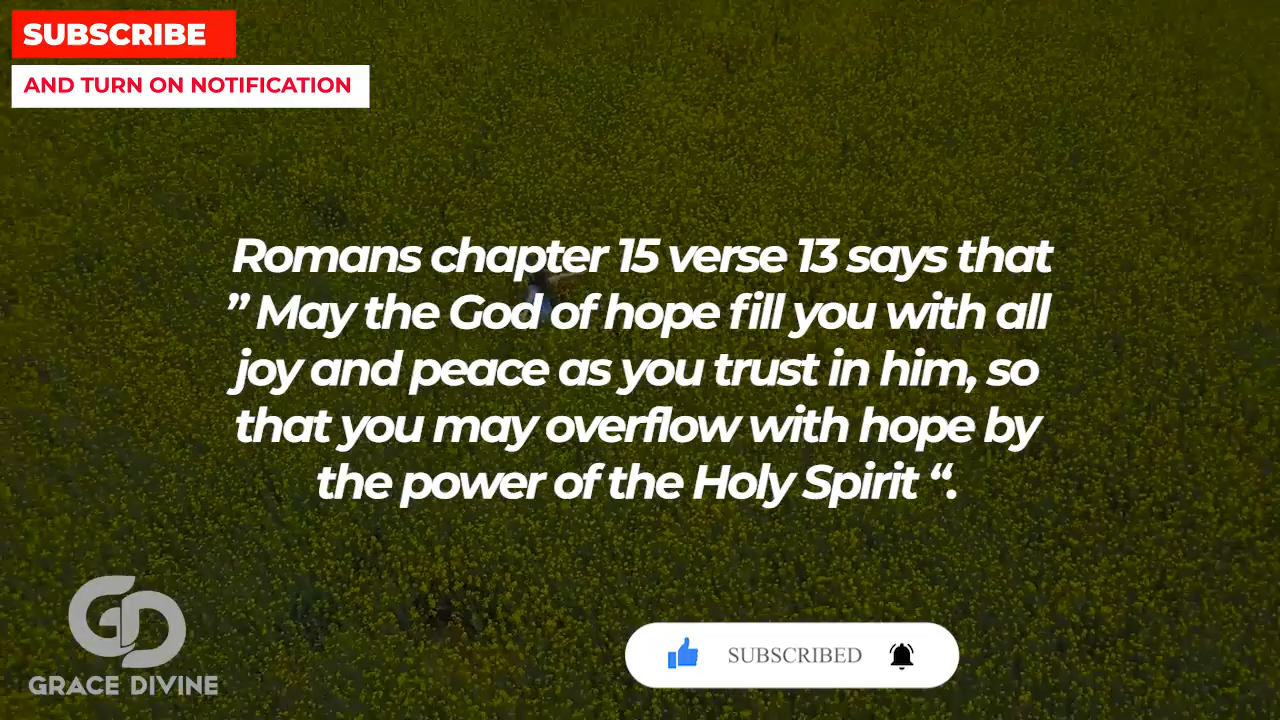 SUBSCRIBE
AND TURN ON NOTIFICATION
Romans chapter 15 verse 13 says that
” May the God of hope fill you with all
joy and peace as you trust in him, so
that you may overflow with hope by
the power of the Holy Spirit “.
GD
GRACE DIVINE
SUBSCRIBED